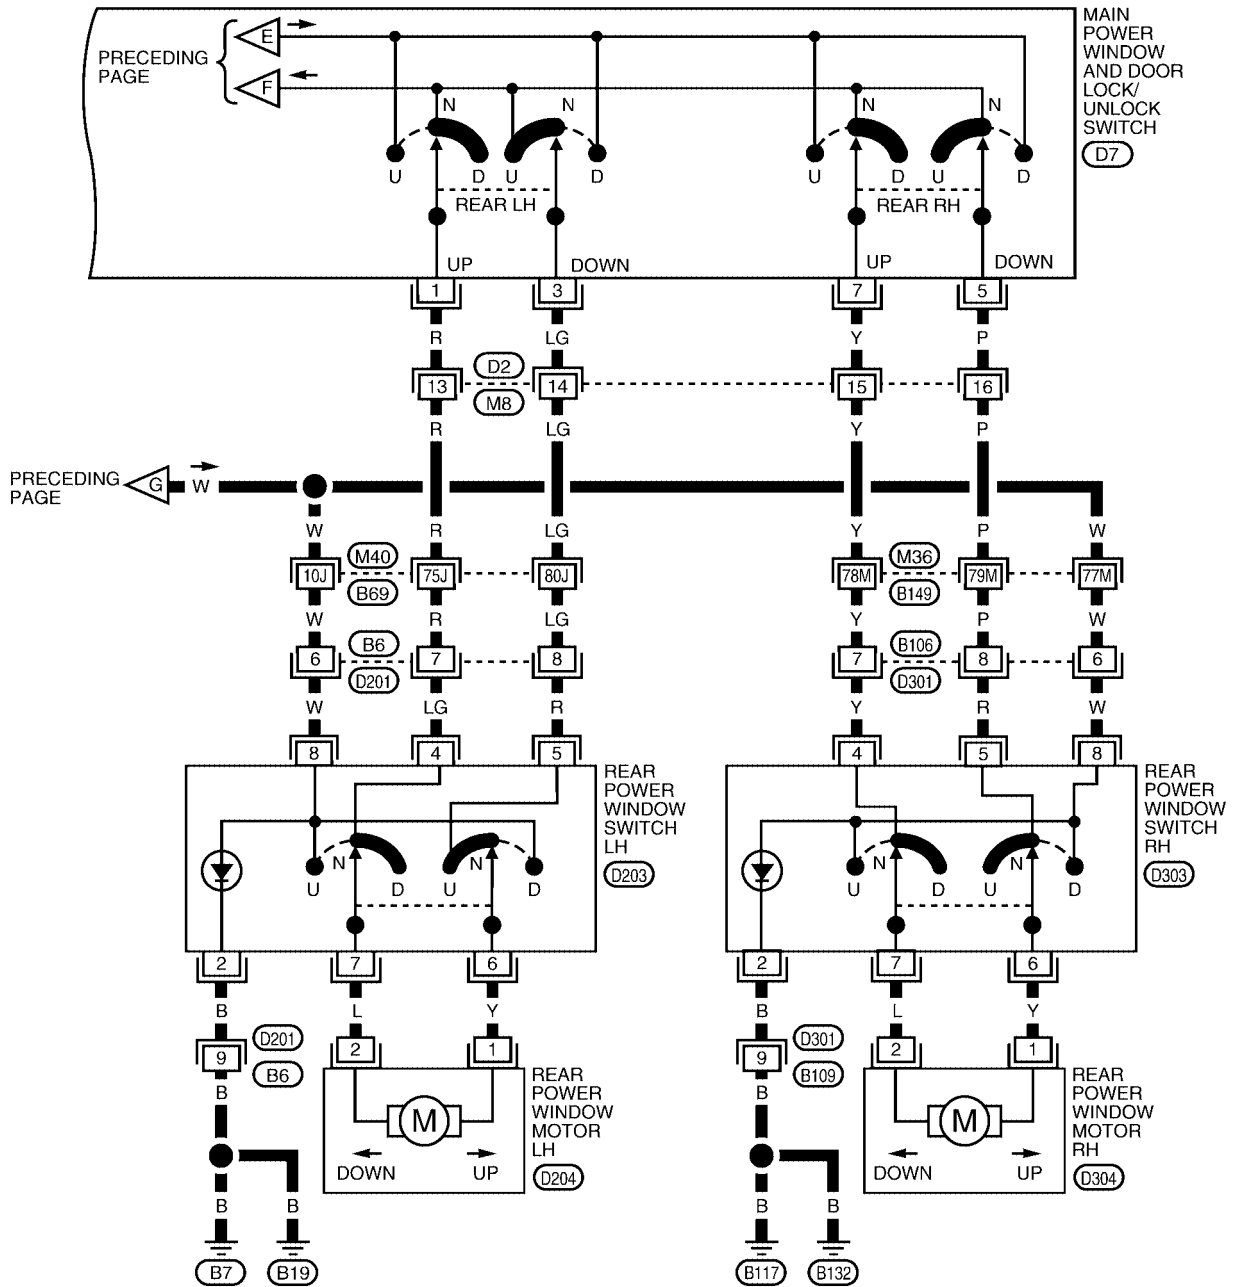 MAIN
POWER
WINDOW
AND DOOR
LOCK/
UNLOCK
SWITCH
D7
PRECEDING
PAGE
E
F
N N N N
U D U D U D U D
REAR LH REAR RH
UP DOWN UP DOWN
1 3 7 5
R LG Y P
D2
13 14 15 16
M8
R LG Y P
PRECEDING
PAGE
G W
W R LG Y P W
M40 M36
10J 75J 80J 78M 79M 77M
B69 B149
W R LG Y P W
B6 B106
6 7 8 7 8 6
D201 D301
W LG R Y R W
8 4 5 4 5 8
REAR
POWER
WINDOW
SWITCH
LH
D203
REAR
POWER
WINDOW
SWITCH
RH
D303
N N N N
U D U D U D U D
2 7 6 2 7 6
B L Y B L Y
D201 D301
9 2 1 9 2 1
B6 B109
B B
REAR
POWER
WINDOW
MOTOR
LH
D204
REAR
POWER
WINDOW
MOTOR
RH
D304
M M
DOWN UP DOWN UP
B B B B
B7 B19 B117 B132